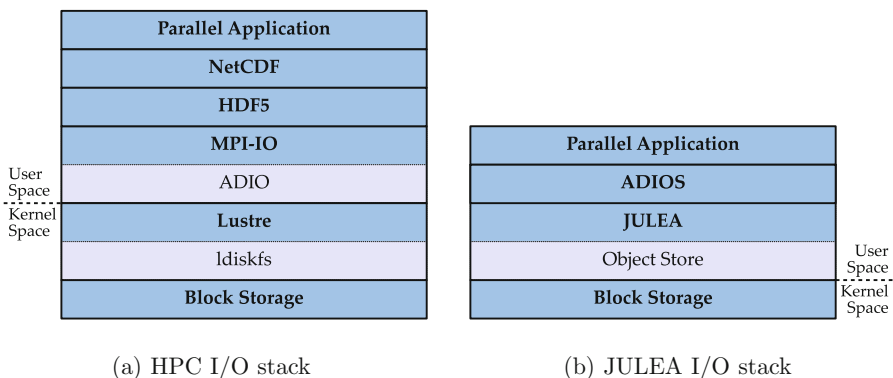 Parallel Application
NetCDF
HDF5
MPI-IO
ADIO
User
Space
Kernel
Space
Lustre
ldiskfs
Block Storage
(a) HPC I/O stack
Parallel Application
ADIOS
JULEA
Object Store
User
Space
Kernel
Space
Block Storage
(b) JULEA I/O stack